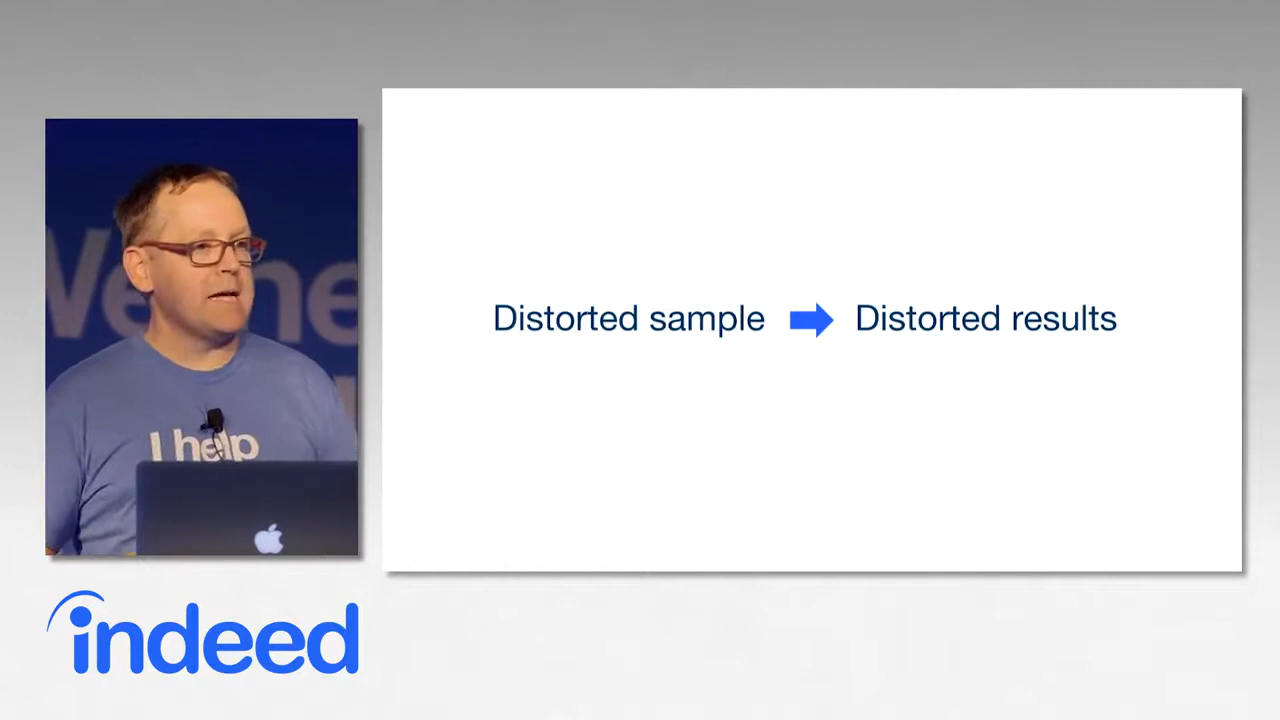 I help
Distorted sample
Distorted results
indeed